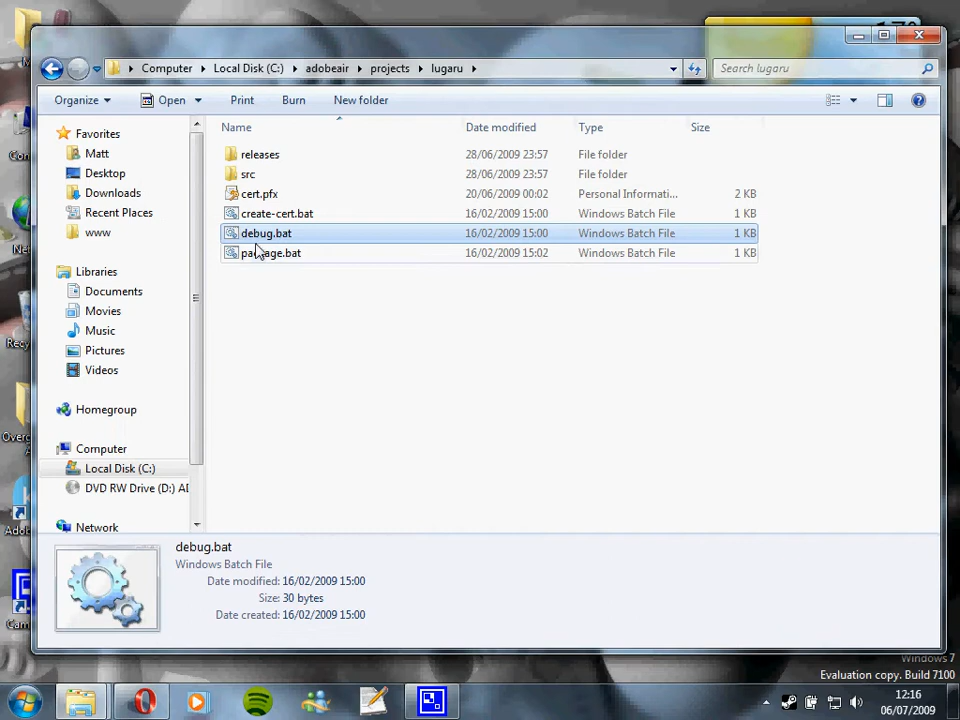 Computer ▸ Local Disk (C:) ▸ adobeair ▸ projects ▸ lugaru ▸
Search lugaru
Organize Open Print Burn New folder
Name Date modified Type Size
Favorites
Matt
Desktop
Downloads
Recent Places
www
Libraries
Documents
Movies
Music
Pictures
Videos
Homegroup
Computer
Local Disk (C:)
DVD RW Drive (D:) AD
Network
releases 28/06/2009 23:57 File folder
src 28/06/2009 23:57 File folder
cert.pfx 20/06/2009 00:02 Personal Informati... 2 KB
create-cert.bat 16/02/2009 15:00 Windows Batch File 1 KB
debug.bat 16/02/2009 15:00 Windows Batch File 1 KB
package.bat 16/02/2009 15:02 Windows Batch File 1 KB
debug.bat
Windows Batch File
Date modified: 16/02/2009 15:00
Size: 30 bytes
Date created: 16/02/2009 15:00
Windows 7
Evaluation copy. Build 7100
12:16
06/07/2009